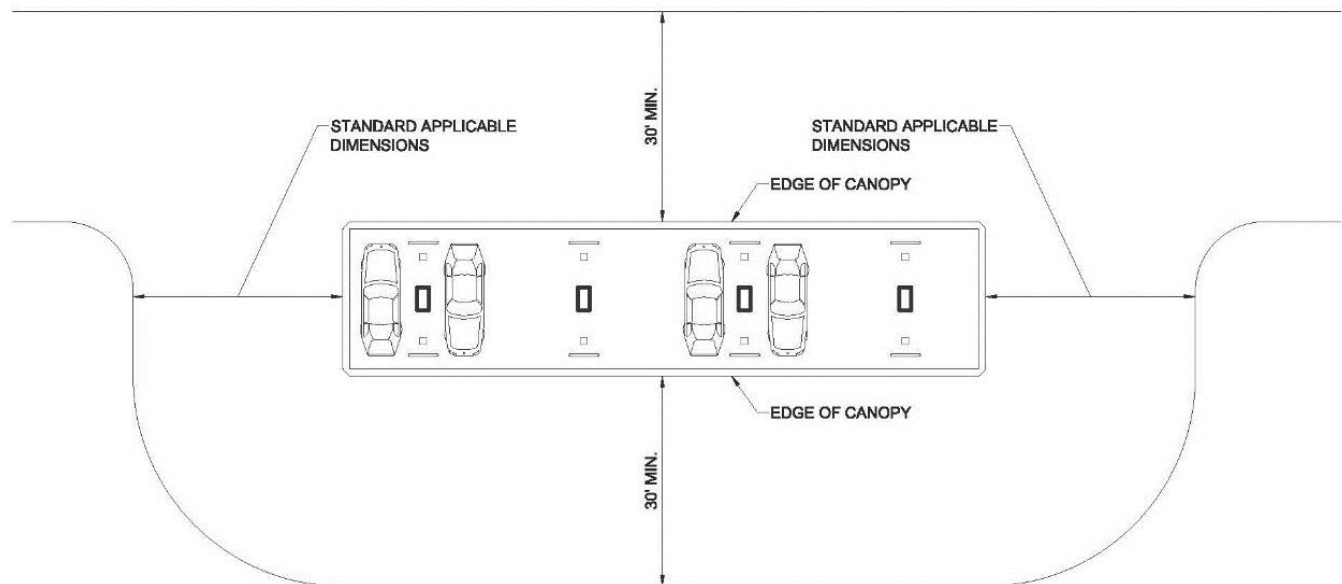 30' MIN.
STANDARD APPLICABLE
DIMENSIONS
STANDARD APPLICABLE
DIMENSIONS
EDGE OF CANOPY
EDGE OF CANOPY
30' MIN.